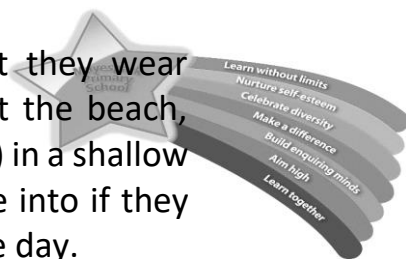 t they wear
t the beach,
) in a shallow
e into if they
e day.
Primary
School
Learn without limits
Nurture self-esteem
Celebrate diversity
Make a difference
Build enquiring minds
Aim high
Learn together